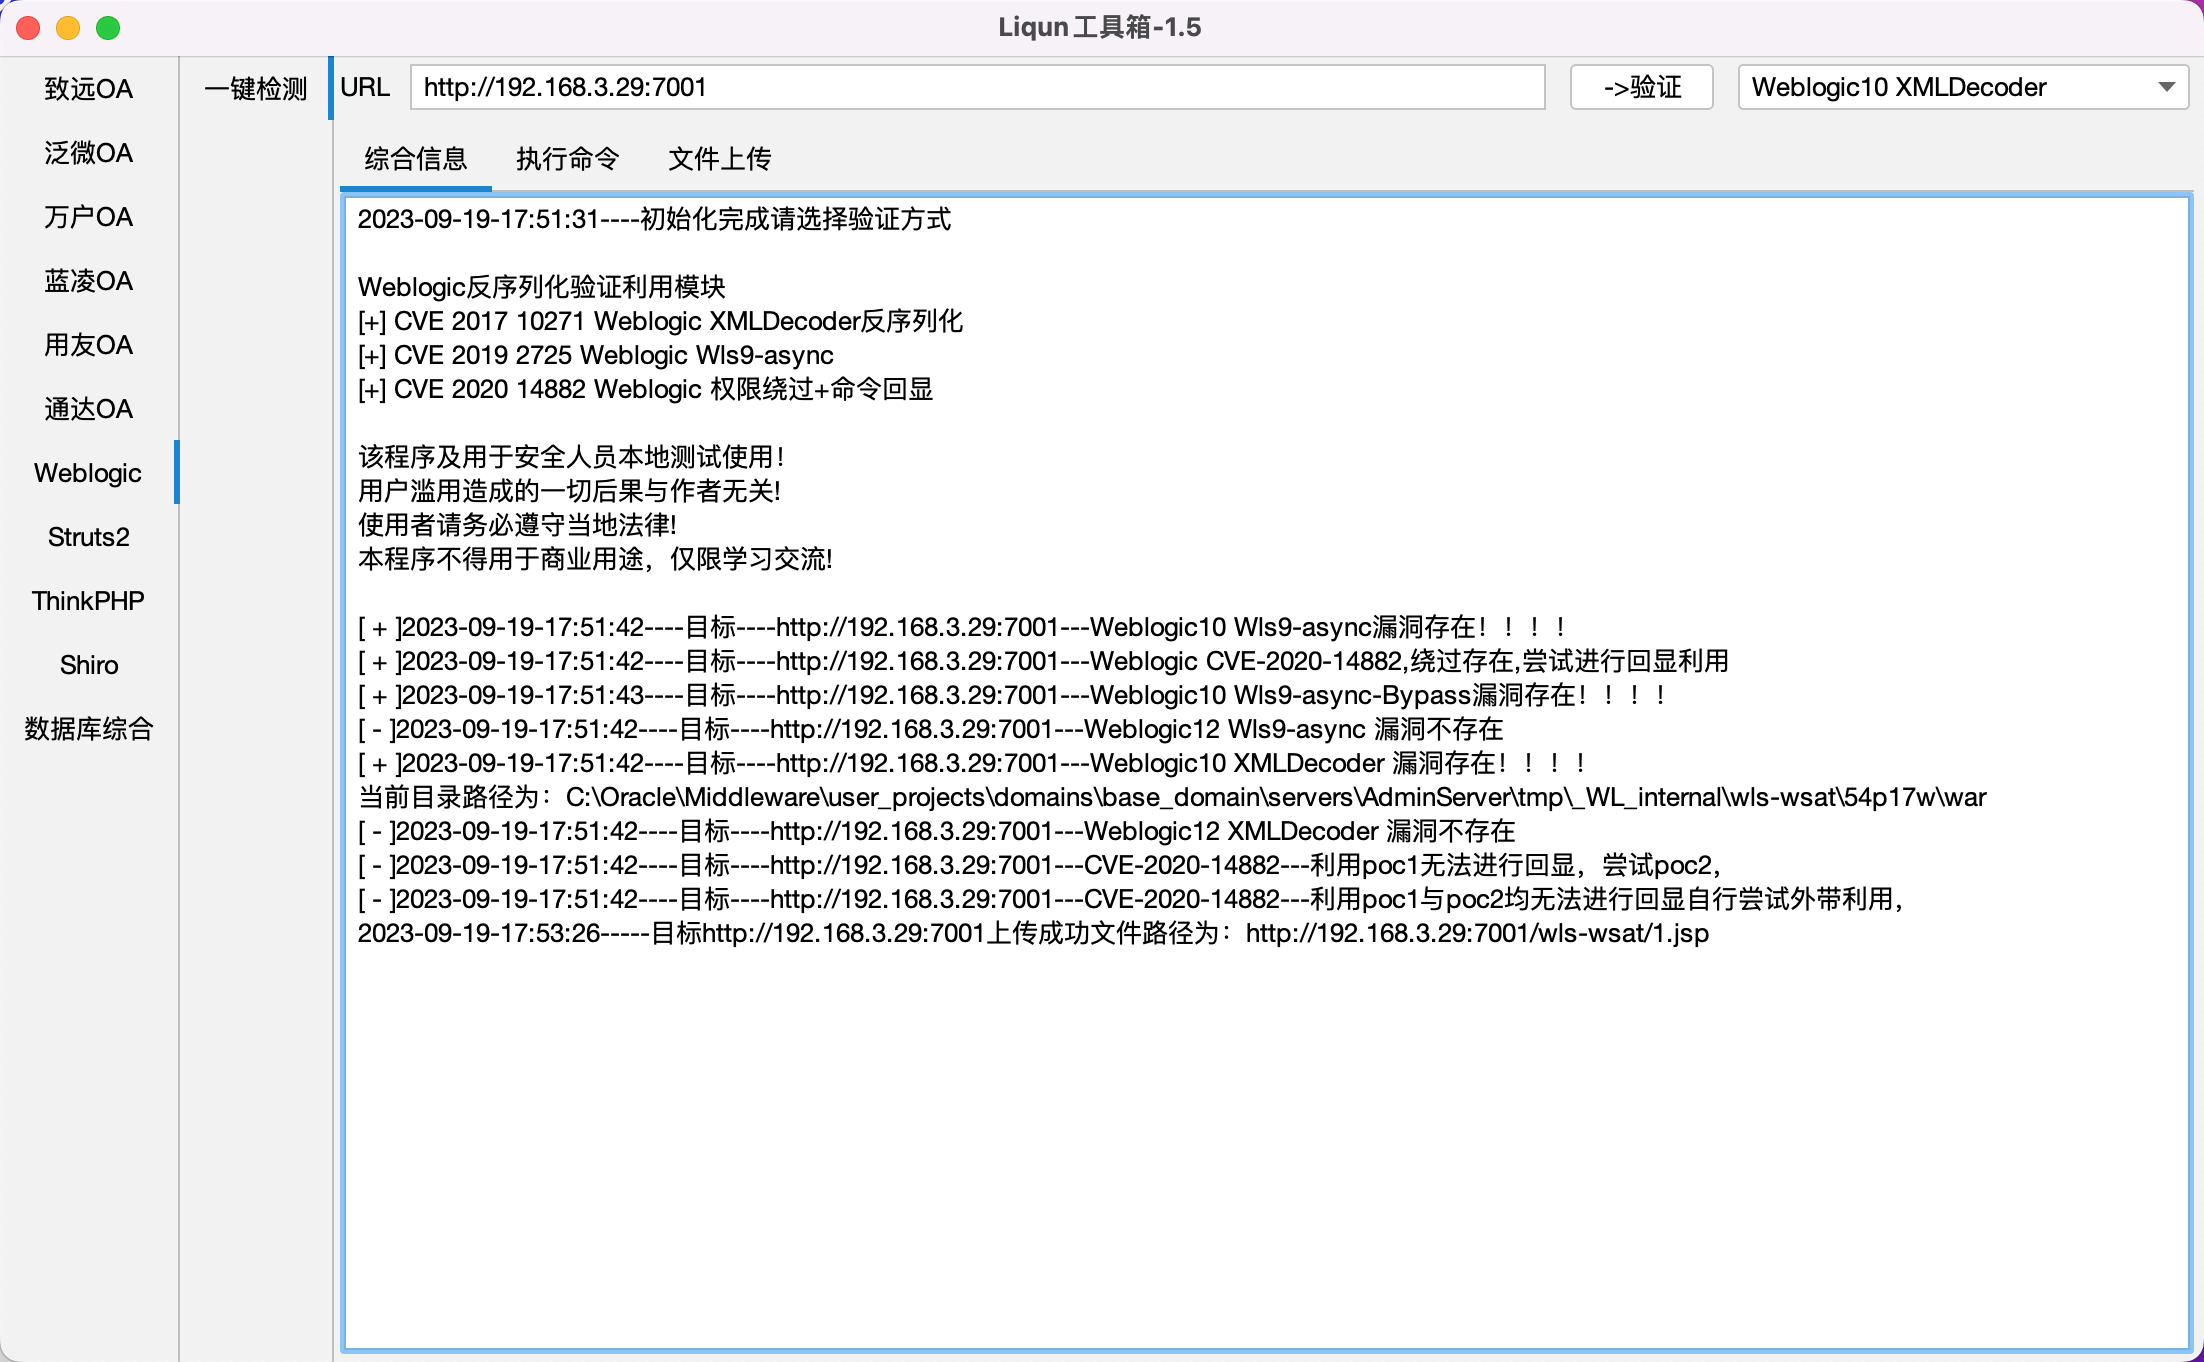 Liqun工具箱-1.5
致远OA
泛微OA
万户OA
蓝凌OA
用友OA
通达OA
Weblogic
Struts2
ThinkPHP
Shiro
数据库综合
一键检测
URL http://192.168.3.29:7001 ->验证 Weblogic10 XMLDecoder
综合信息 执行命令 文件上传
2023-09-19-17:51:31----初始化完成请选择验证方式
Weblogic反序列化验证利用模块
[+] CVE 2017 10271 Weblogic XMLDecoder反序列化
[+] CVE 2019 2725 Weblogic Wls9-async
[+] CVE 2020 14882 Weblogic 权限绕过+命令回显
该程序及用于安全人员本地测试使用!
用户滥用造成的一切后果与作者无关!
使用者请务必遵守当地法律!
本程序不得用于商业用途，仅限学习交流!
[ + ]2023-09-19-17:51:42----目标----http://192.168.3.29:7001---Weblogic10 Wls9-async漏洞存在！！！！
[ + ]2023-09-19-17:51:42----目标----http://192.168.3.29:7001---Weblogic CVE-2020-14882,绕过存在,尝试进行回显利用
[ + ]2023-09-19-17:51:43----目标----http://192.168.3.29:7001---Weblogic10 Wls9-async-Bypass漏洞存在！！！！
[ - ]2023-09-19-17:51:42----目标----http://192.168.3.29:7001---Weblogic12 Wls9-async 漏洞不存在
[ + ]2023-09-19-17:51:42----目标----http://192.168.3.29:7001---Weblogic10 XMLDecoder 漏洞存在！！！！
当前目录路径为：C:\Oracle\Middleware\user_projects\domains\base_domain\servers\AdminServer\tmp\_WL_internal\wls-wsat\54p17w\war
[ - ]2023-09-19-17:51:42----目标----http://192.168.3.29:7001---Weblogic12 XMLDecoder 漏洞不存在
[ - ]2023-09-19-17:51:42----目标----http://192.168.3.29:7001---CVE-2020-14882---利用poc1无法进行回显，尝试poc2，
[ - ]2023-09-19-17:51:42----目标----http://192.168.3.29:7001---CVE-2020-14882---利用poc1与poc2均无法进行回显自行尝试外带利用，
2023-09-19-17:53:26-----目标http://192.168.3.29:7001上传成功文件路径为：http://192.168.3.29:7001/wls-wsat/1.jsp